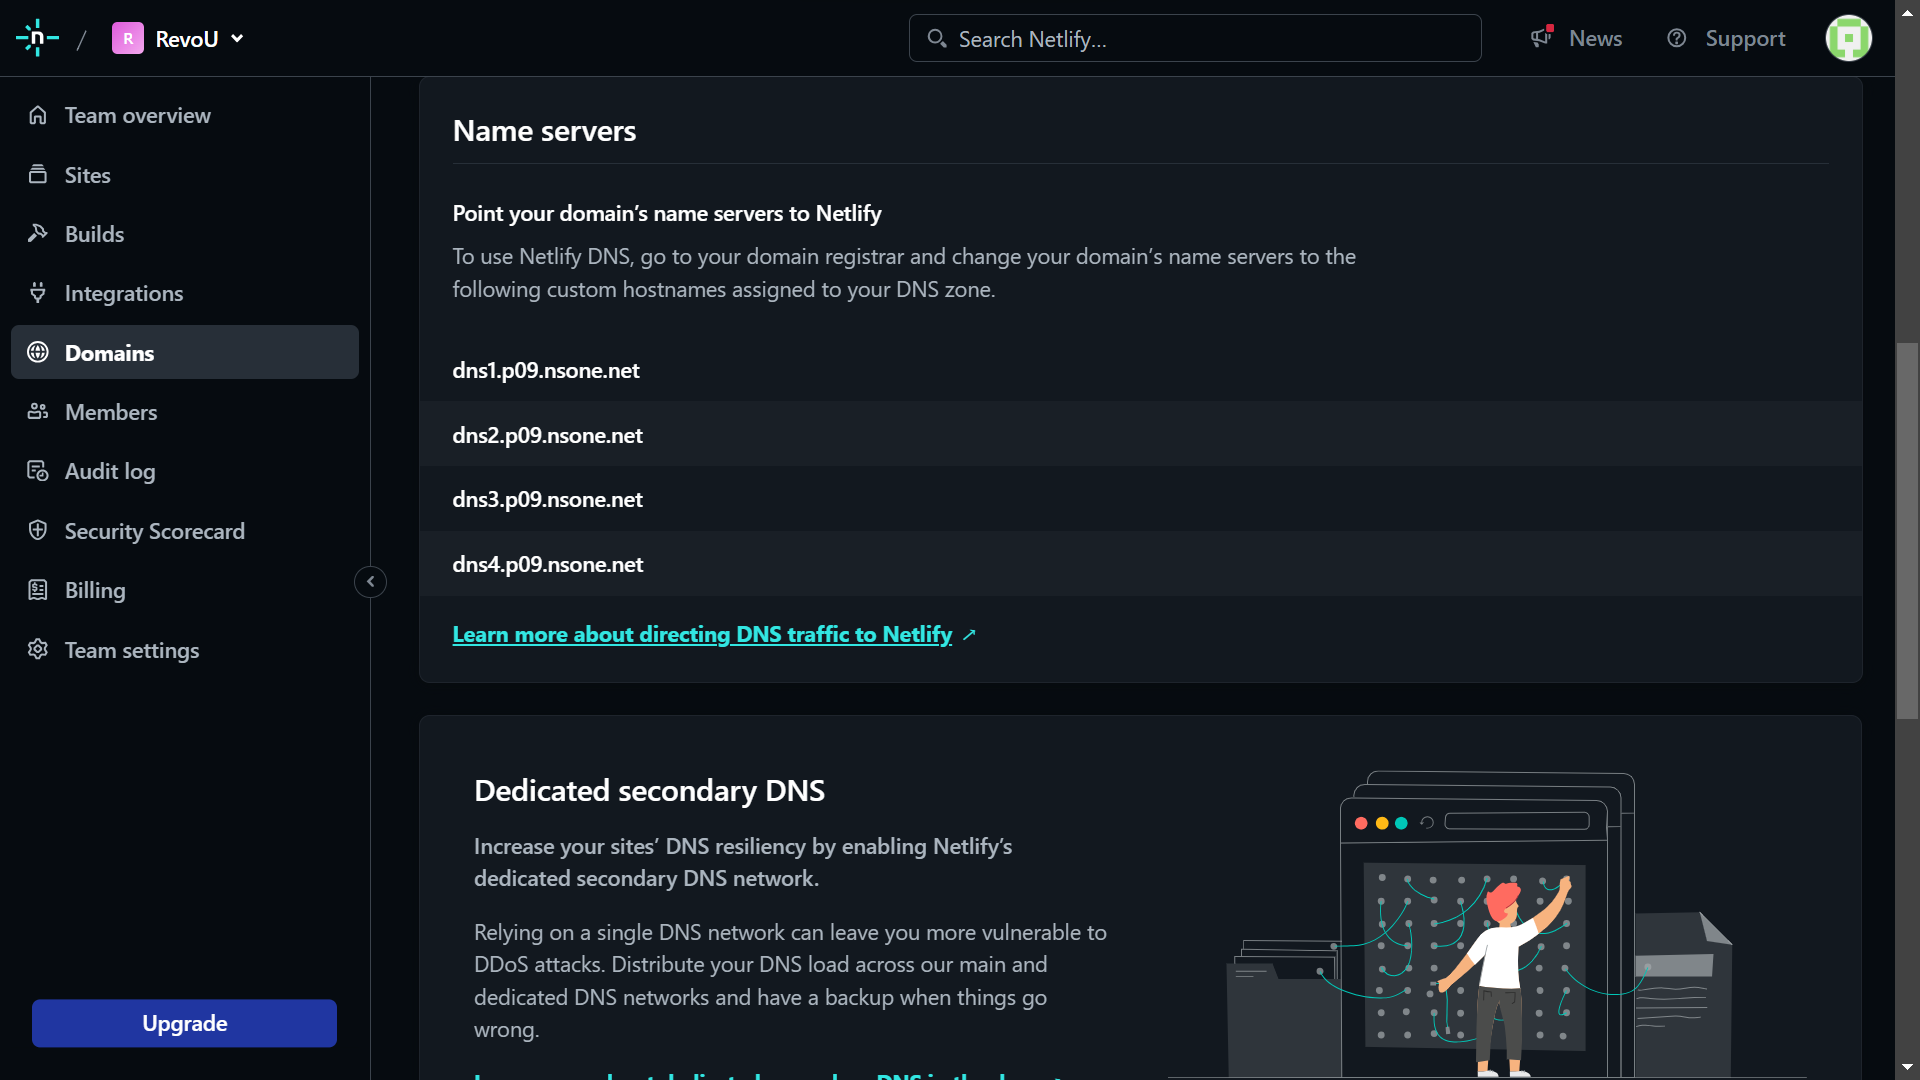 R RevoU
Search Netlify...
News
Support
Team overview
Sites
Builds
Integrations
Domains
Members
Audit log
Security Scorecard
Billing
Team settings
Upgrade
Name servers
Point your domain’s name servers to Netlify
To use Netlify DNS, go to your domain registrar and change your domain’s name servers to the
following custom hostnames assigned to your DNS zone.
dns1.p09.nsone.net
dns2.p09.nsone.net
dns3.p09.nsone.net
dns4.p09.nsone.net
Learn more about directing DNS traffic to Netlify
Dedicated secondary DNS
Increase your sites’ DNS resiliency by enabling Netlify’s
dedicated secondary DNS network.
Relying on a single DNS network can leave you more vulnerable to
DDoS attacks. Distribute your DNS load across our main and
dedicated DNS networks and have a backup when things go
wrong.